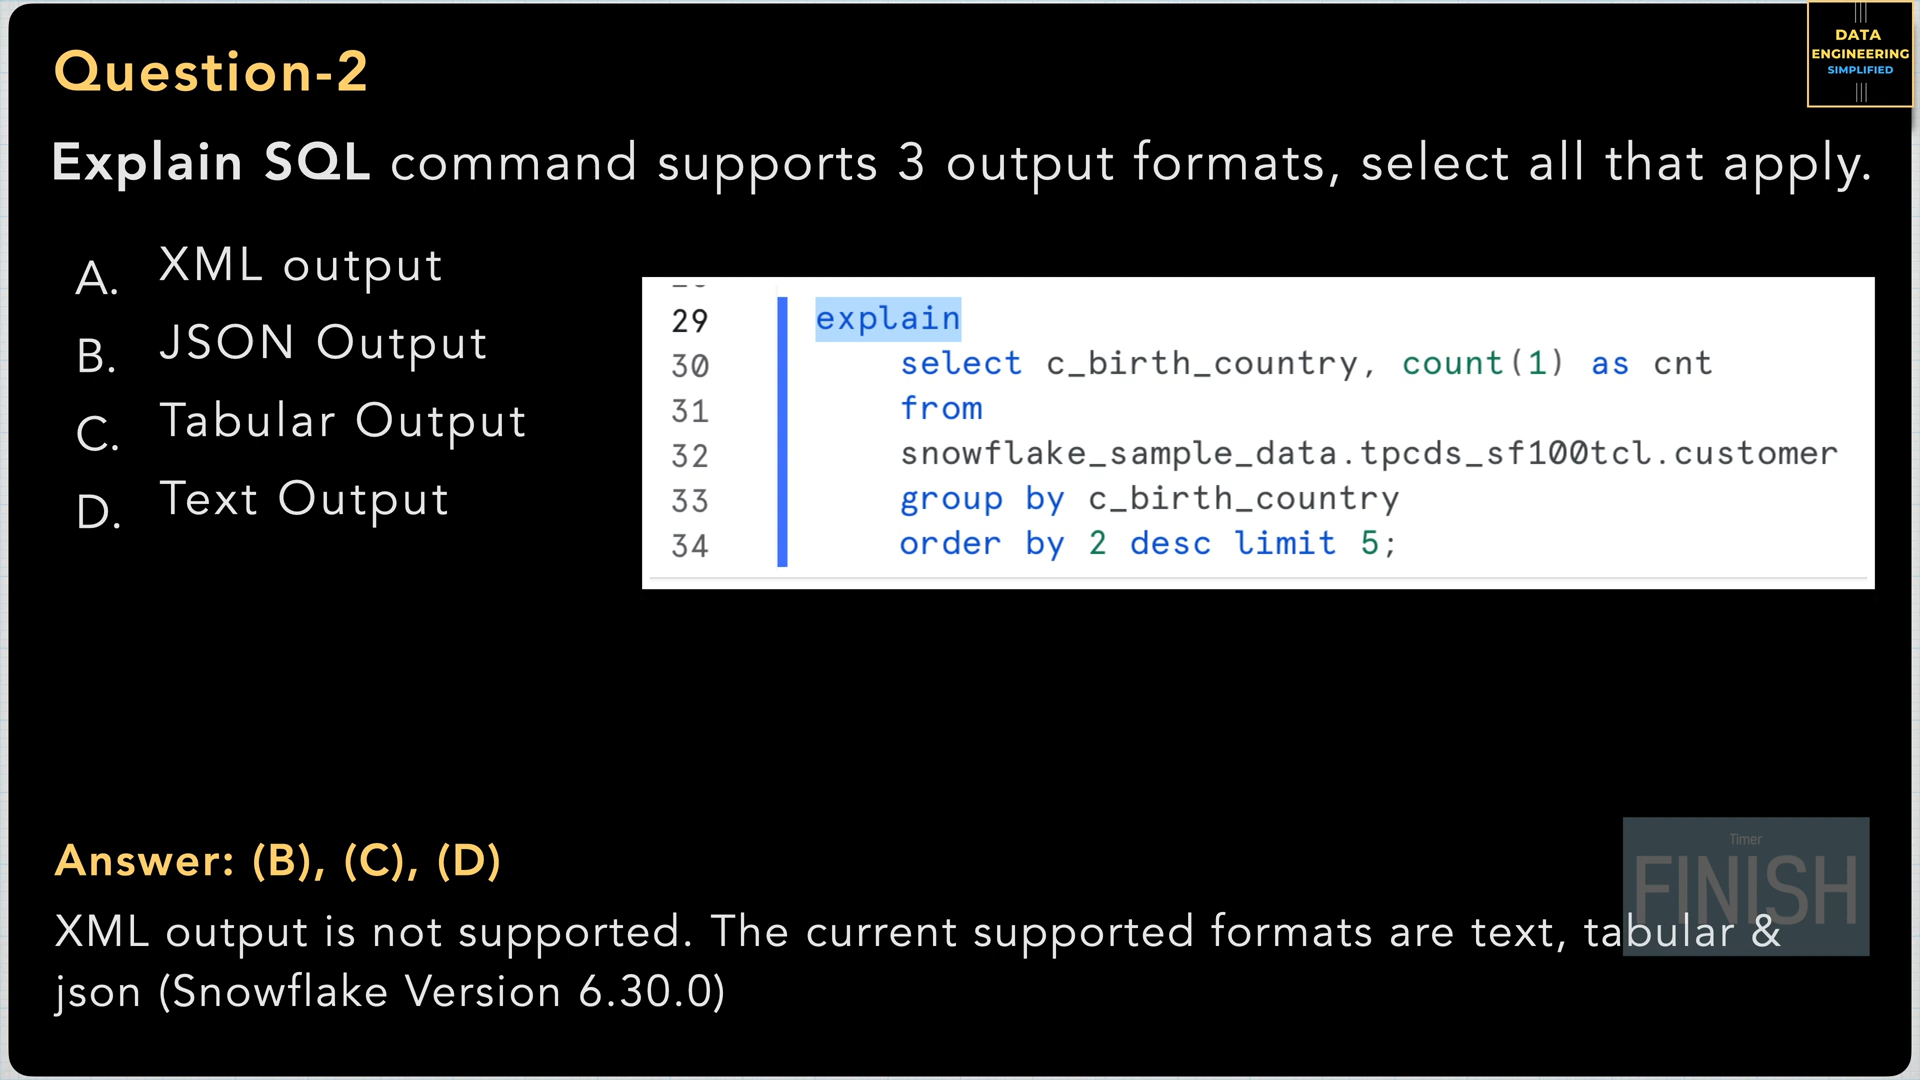 DATA
ENGINEERING
SIMPLIFIED
Question-2
Explain SQL command supports 3 output formats, select all that apply.
A. XML output
B. JSON Output
C. Tabular Output
D. Text Output
29 explain
30 select c_birth_country, count(1) as cnt
31 from
32 snowflake_sample_data.tpcds_sf100tcl.customer
33 group by c_birth_country
34 order by 2 desc limit 5;
Answer: (B), (C), (D)
Timer
FINISH
XML output is not supported. The current supported formats are text, tabular &
json (Snowflake Version 6.30.0)